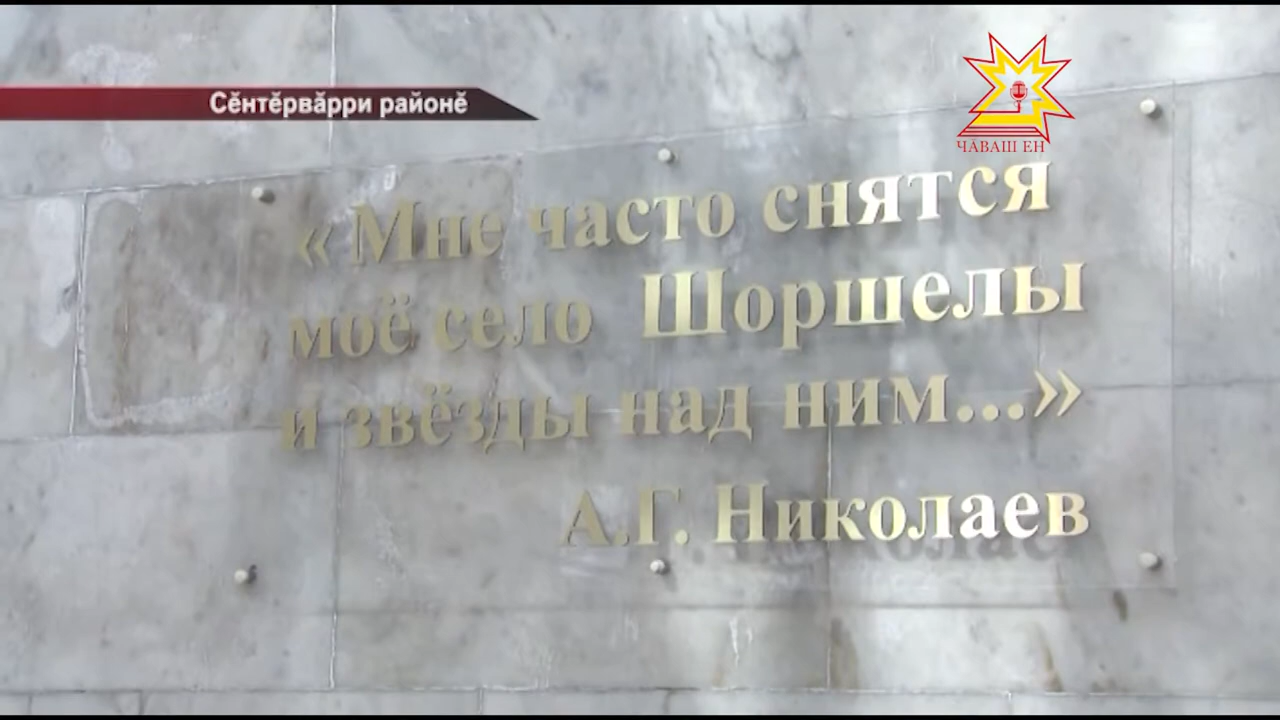 Сĕнтĕрвăрри районĕ
ЧĂВАШ ЕН
« Мне часто снятся
моё село Шоршелы
и звёзды над ним...»
А.Г. Николаев